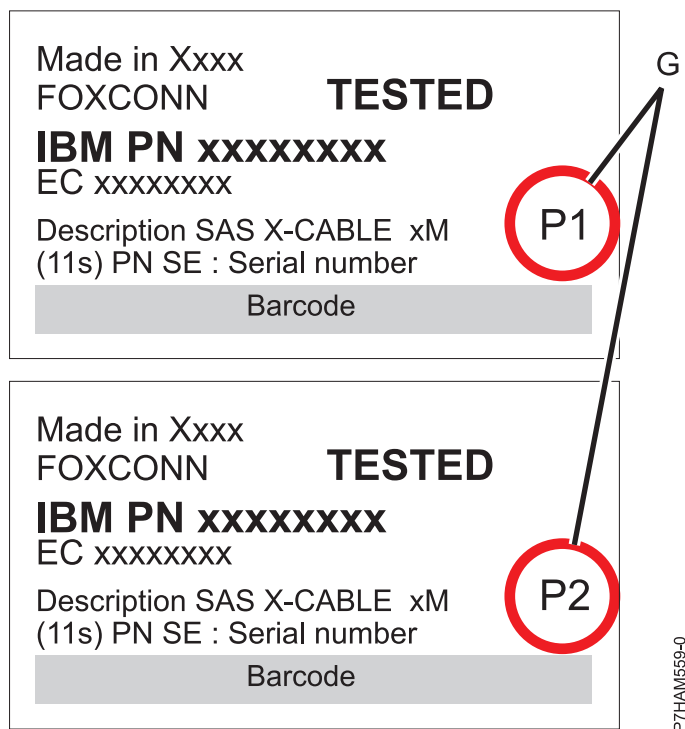 Made in Xxxx
FOXCONN TESTED
IBM PN xxxxxxxx
EC xxxxxxxx
Description SAS X-CABLE xM
(11s) PN SE : Serial number
Barcode
P1
G
Made in Xxxx
FOXCONN TESTED
IBM PN xxxxxxxx
EC xxxxxxxx
Description SAS X-CABLE xM
(11s) PN SE : Serial number
Barcode
P2
P7HAM559-0